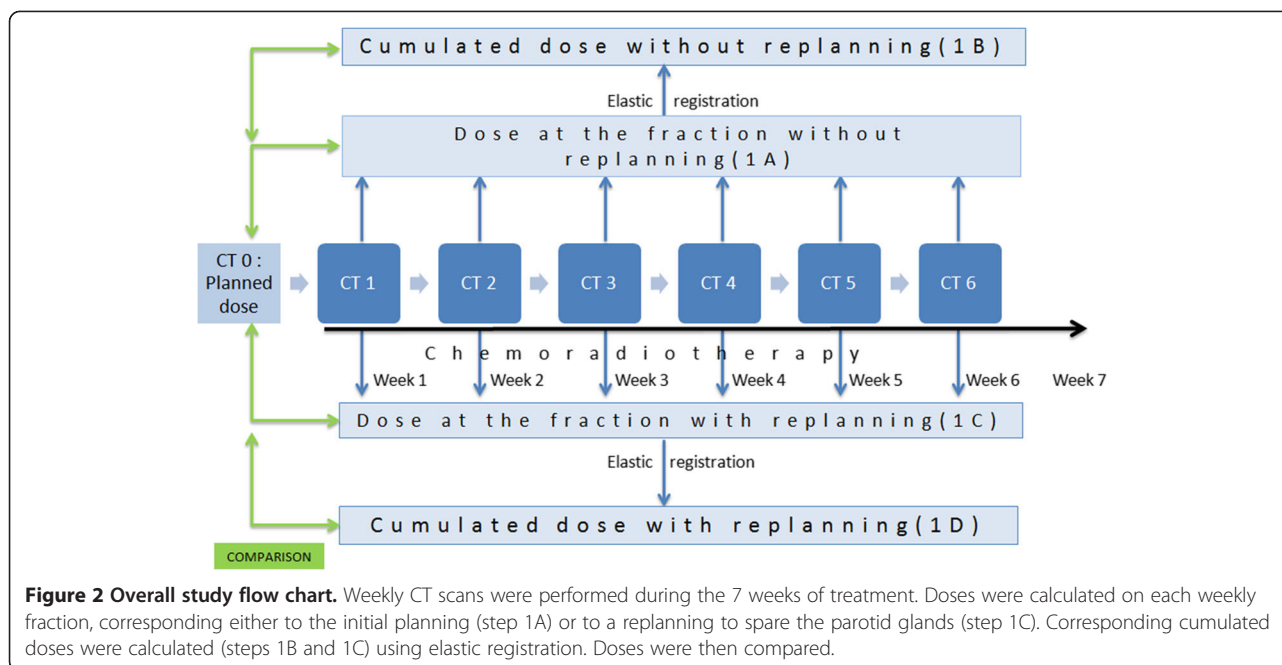 Cumulated dose without replanning(1B)
Elastic registration
Dose at the fraction without
replanning(1A)
CT 0 :
Planned
dose
CT 1
CT 2
CT 3
CT 4
CT 5
CT 6
Chemoradiotherapy
Week 1
Week 2
Week 3
Week 4
Week 5
Week 6
Week 7
Dose at the fraction with replanning(1C)
Elastic registration
Cumulated dose with replanning(1D)
COMPARISON
Figure 2 Overall study flow chart. Weekly CT scans were performed during the 7 weeks of treatment. Doses were calculated on each weekly
fraction, corresponding either to the initial planning (step 1A) or to a replanning to spare the parotid glands (step 1C). Corresponding cumulated
doses were calculated (steps 1B and 1C) using elastic registration. Doses were then compared.